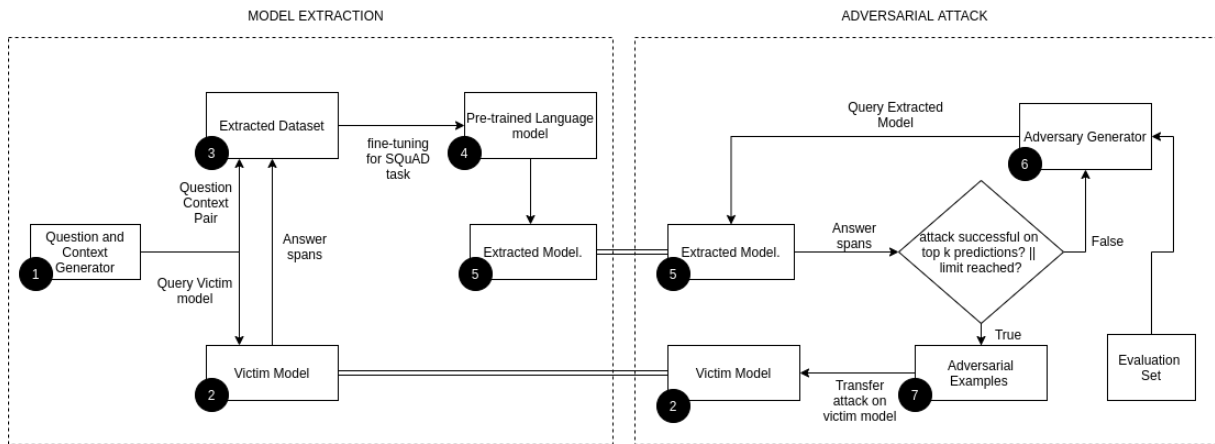 MODEL EXTRACTION
Extracted Dataset
3
fine-tuning
for SQuAD
task
Pre-trained Language
model
4
Question
Context
Pair
Question and
Context
Generator
1
Answer
spans
Query Victim
model
Extracted Model.
5
Victim Model
2
ADVERSARIAL ATTACK
Query Extracted
Model
Adversary Generator
6
Extracted Model.
5
Answer
spans
attack successful on
top k predictions? ||
limit reached?
False
True
Victim Model
2
Transfer
attack on
victim model
Adversarial
Examples
7
Evaluation
Set